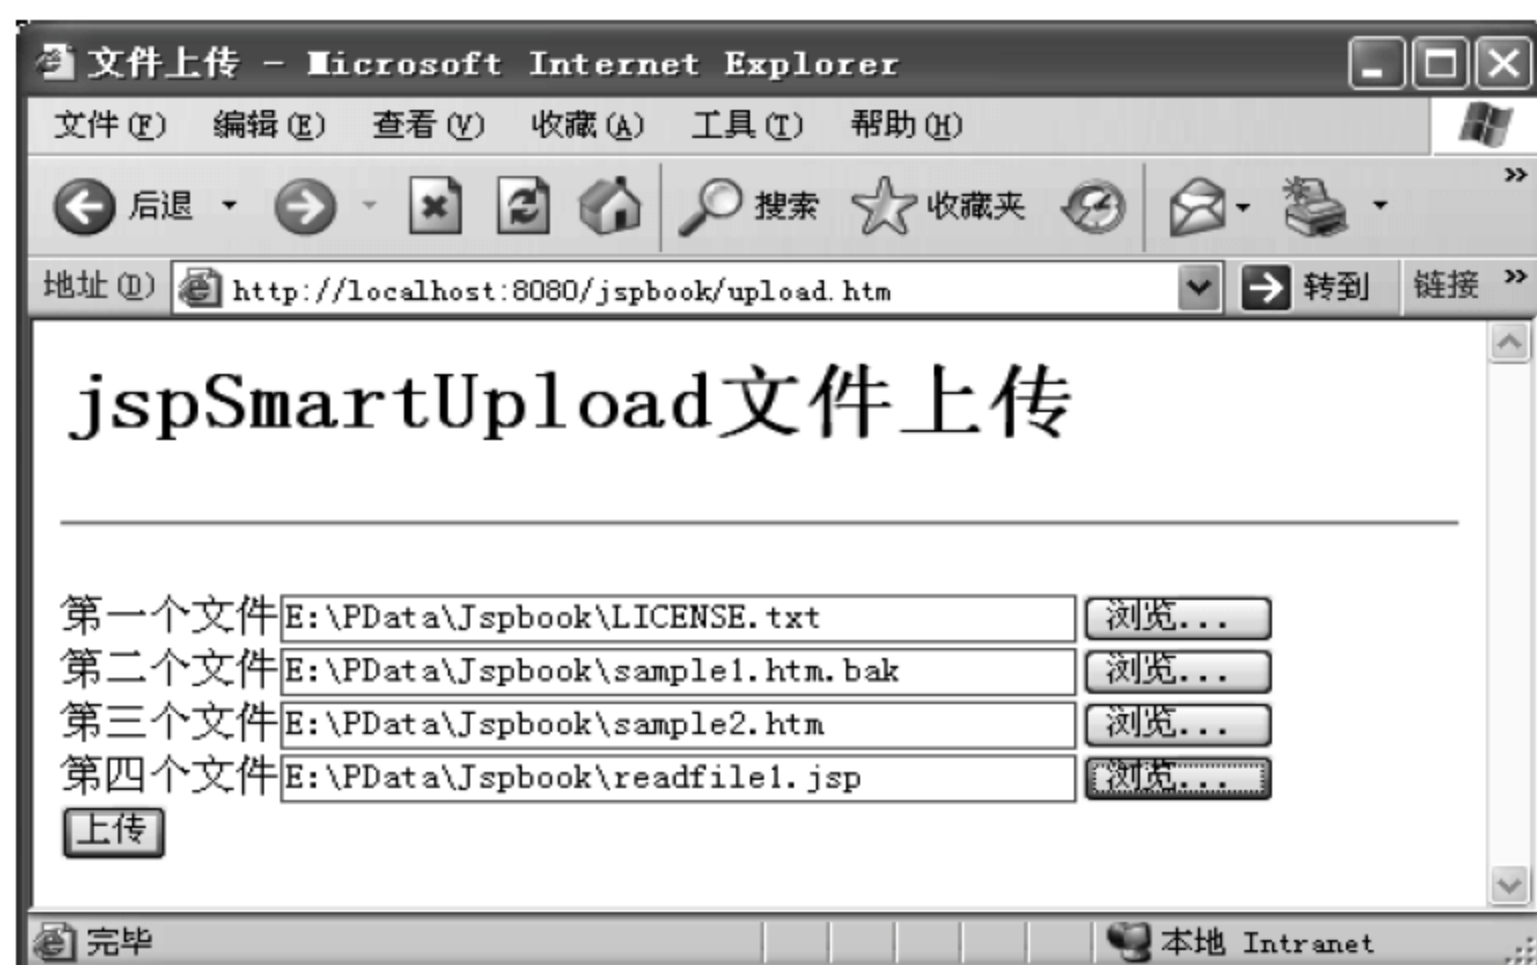 文件上传 - Microsoft Internet Explorer
文件(F) 编辑(E) 查看(V) 收藏(A) 工具(T) 帮助(H)
后退 搜索 收藏夹 »
地址(D) http://localhost:8080/jspbook/upload.htm 转到 链接 »
jspSmartUpload文件上传
第一个文件 E:\PData\Jspbook\LICENSE.txt 浏览...
第二个文件 E:\PData\Jspbook\sample1.htm.bak 浏览...
第三个文件 E:\PData\Jspbook\sample2.htm 浏览...
第四个文件 E:\PData\Jspbook\readfile1.jsp 浏览...
上传
完毕 本地 Intranet